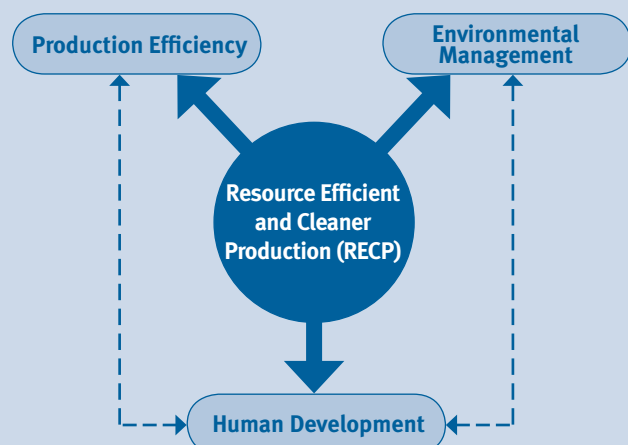 Production Efficiency
Environmental
Management
Resource Efficient
and Cleaner
Production (RECP)
Human Development